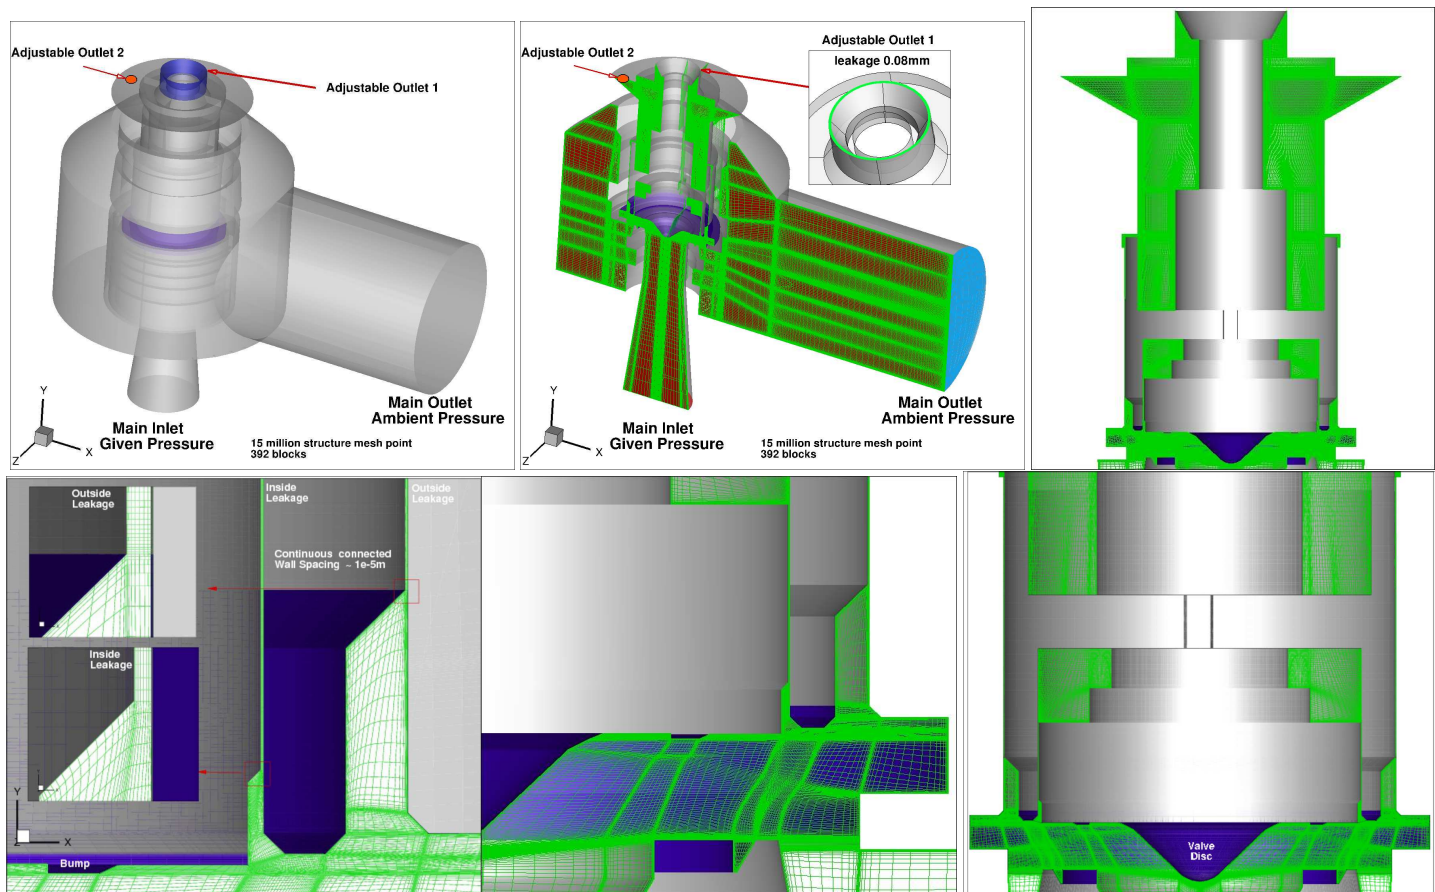 Adjustable Outlet 2
Adjustable Outlet 1
Main Inlet
Given Pressure
Main Outlet
Ambient Pressure
15 million structure mesh point
392 blocks
Y
X
Z
Adjustable Outlet 2
Adjustable Outlet 1
leakage 0.08mm
Main Inlet
Given Pressure
Main Outlet
Ambient Pressure
15 million structure mesh point
392 blocks
Y
X
Z
Outside
Leakage
Inside
Leakage
Outside
Leakage
Continuous connected
Wall Spacing ~ 1e-5m
Inside
Leakage
Y
X
Z
Bump
Valve
Disc